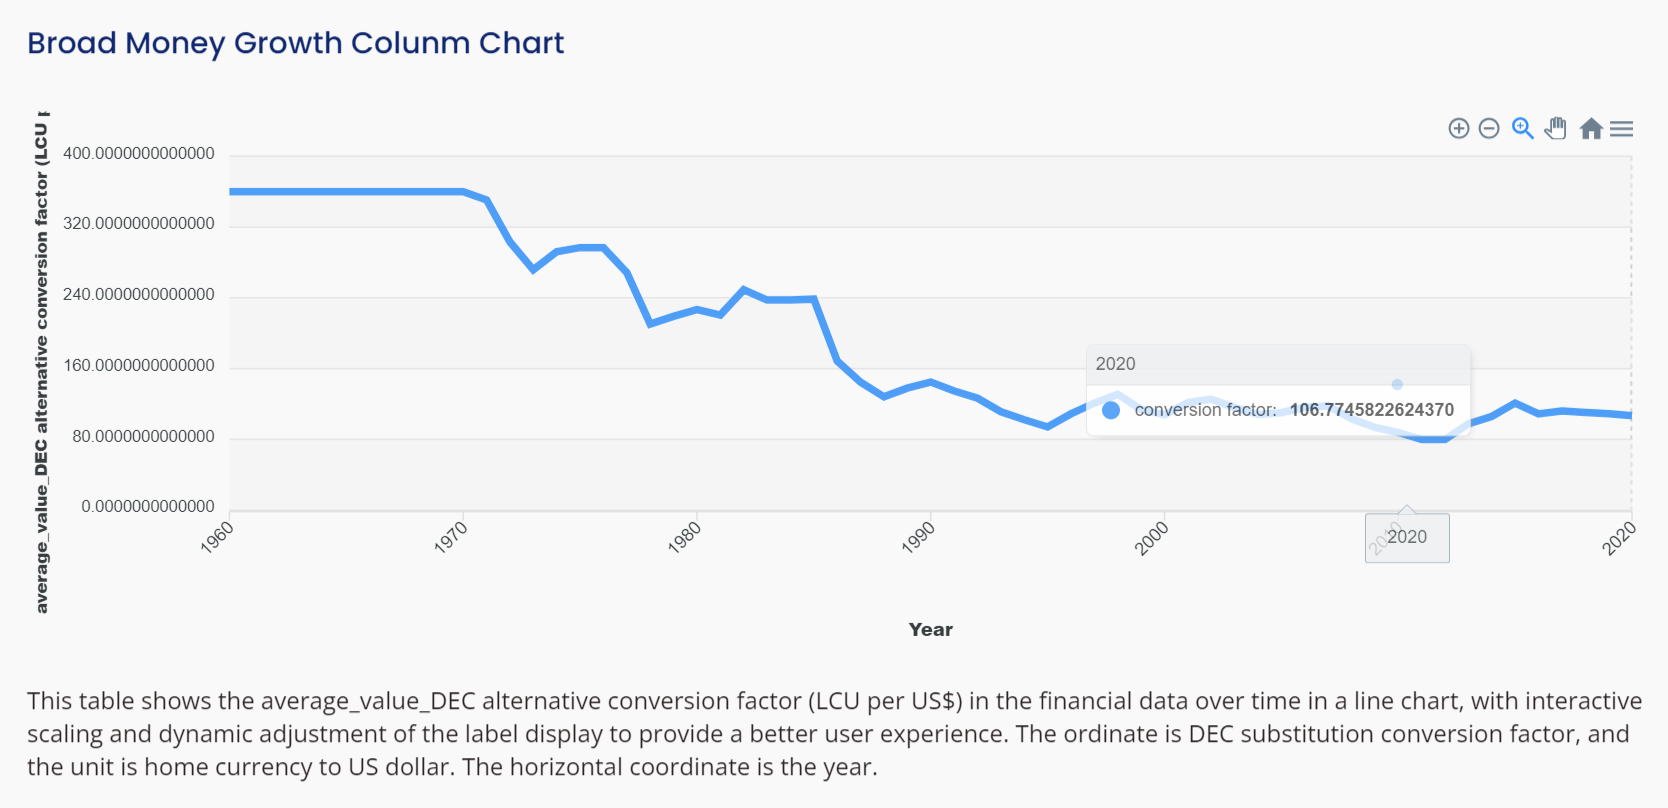 Broad Money Growth Colunm Chart
average_value_DEC alternative conversion factor (LCU
400.0000000000000
320.0000000000000
240.0000000000000
160.0000000000000
80.0000000000000
0.0000000000000
2020
conversion factor: 106.7745822624370
1960
1970
1980
1990
2000
2010
2020
2020
Year
This table shows the average_value_DEC alternative conversion factor (LCU per US$) in the financial data over time in a line chart, with interactive
scaling and dynamic adjustment of the label display to provide a better user experience. The ordinate is DEC substitution conversion factor, and
the unit is home currency to US dollar. The horizontal coordinate is the year.